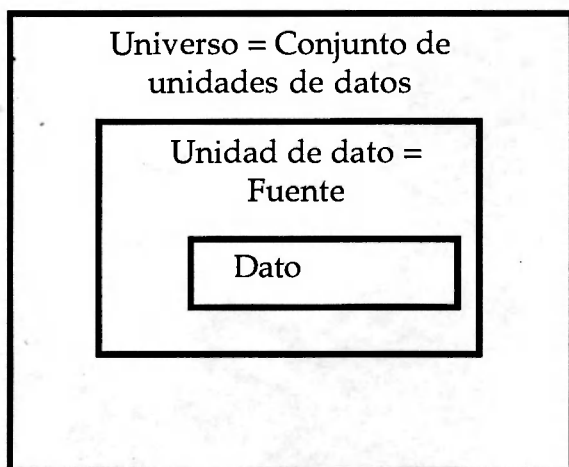 Universo = Conjunto de
unidades de datos
Unidad de dato =
Fuente
Dato